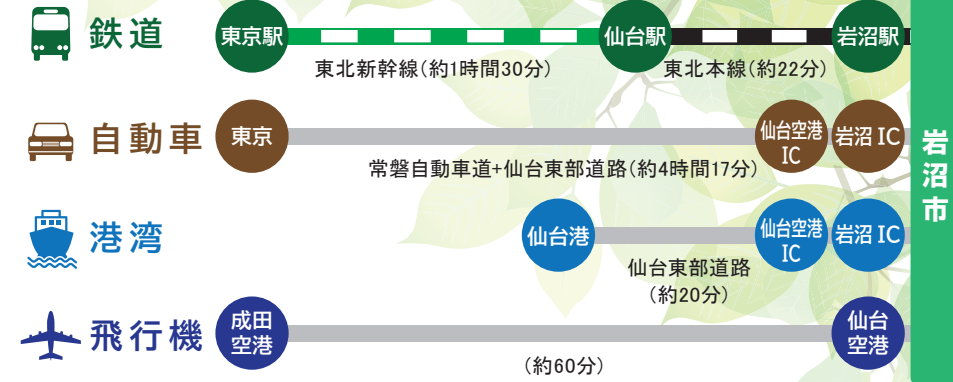 鉄道
東京駅
仙台駅
岩沼駅
東北新幹線(約1時間30分)
東北本線(約22分)
自動車
東京
仙台空港
IC
岩沼 IC
常磐自動車道+仙台東部道路(約4時間17分)
港湾
仙台港
仙台空港
IC
岩沼 IC
仙台東部道路
(約20分)
飛行機
成田
空港
仙台
空港
(約60分)
岩沼市